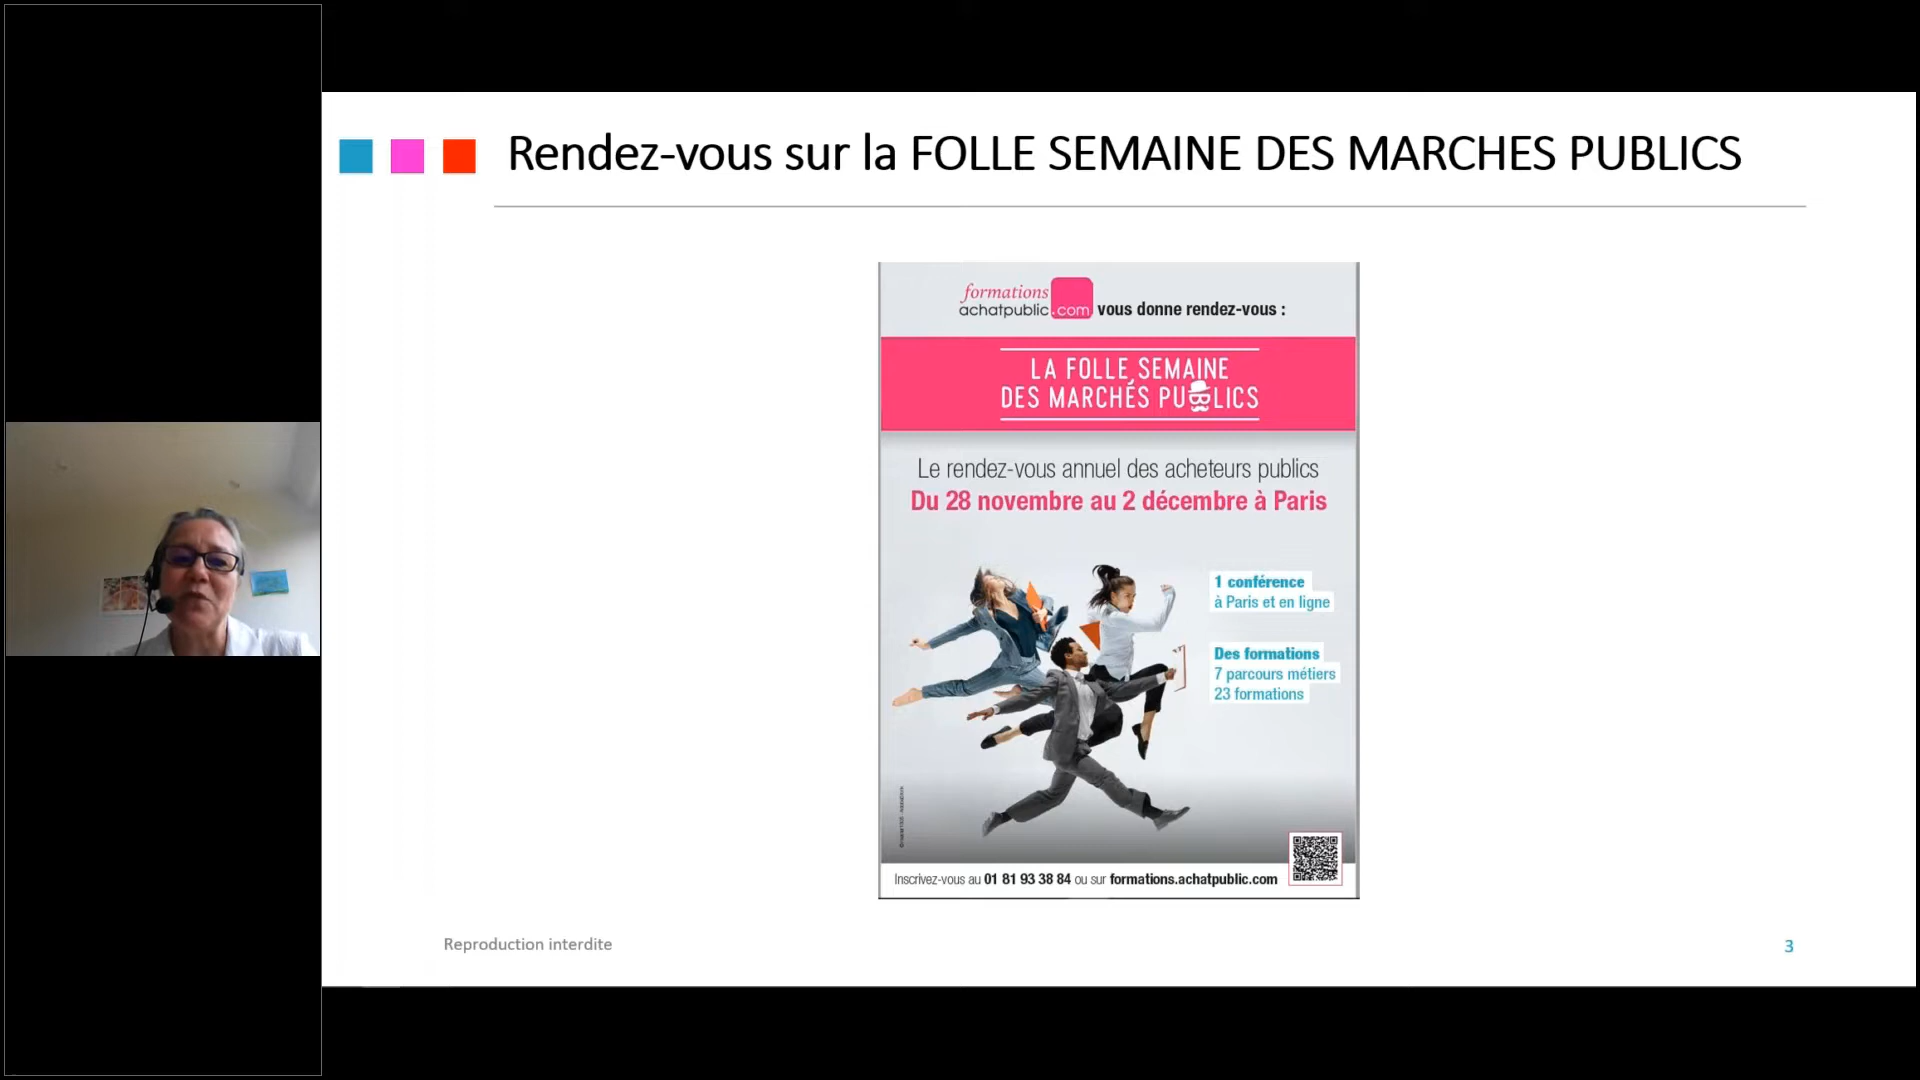 Rendez-vous sur la FOLLE SEMAINE DES MARCHES PUBLICS
formations
achatpublic.com vous donne rendez-vous :
LA FOLLE SEMAINE
DES MARCHÉS PUBLICS
Le rendez-vous annuel des acheteurs publics
Du 28 novembre au 2 décembre à Paris
1 conférence
à Paris et en ligne
Des formations
7 parcours métiers
23 formations
Inscrivez-vous au 01 81 93 38 84 ou sur formations.achatpublic.com
Reproduction interdite
3